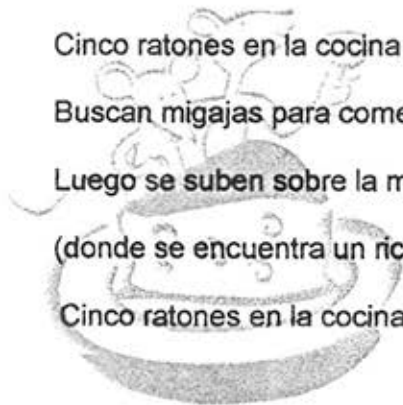 Cinco ratones en la cocina
Buscan migajas para come
Luego se suben sobre la m
(donde se encuentra un ric
Cinco ratones en la cocina